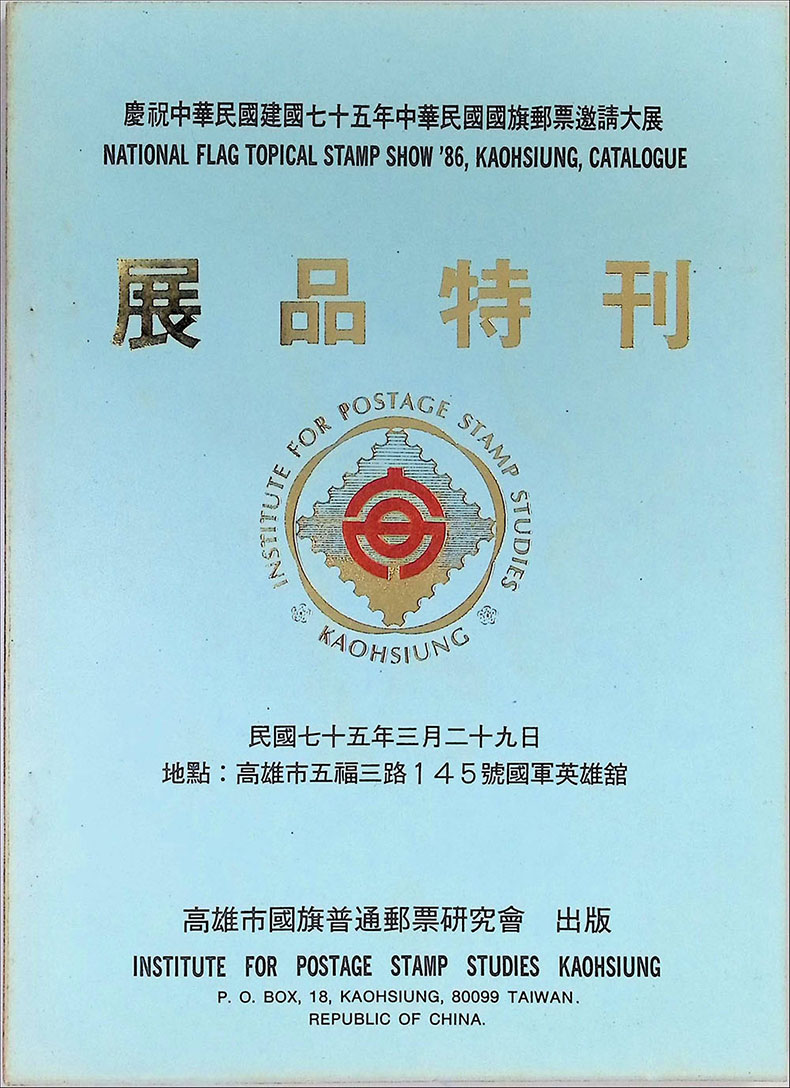 慶祝中華民國建國七十五年中華民國國旗郵票邀請大展
NATIONAL FLAG TOPICAL STAMP SHOW '86, KAOHSIUNG, CATALOGUE
展品特刊
INSTITUTE FOR POSTAGE STAMP STUDIES
KAOHSIUNG
民國七十五年三月二十九日
地點：高雄市五福三路145號國軍英雄舘
高雄市國旗普通郵票研究會 出版
INSTITUTE FOR POSTAGE STAMP STUDIES KAOHSIUNG
P. O. BOX, 18, KAOHSIUNG, 80099 TAIWAN.
REPUBLIC OF CHINA.